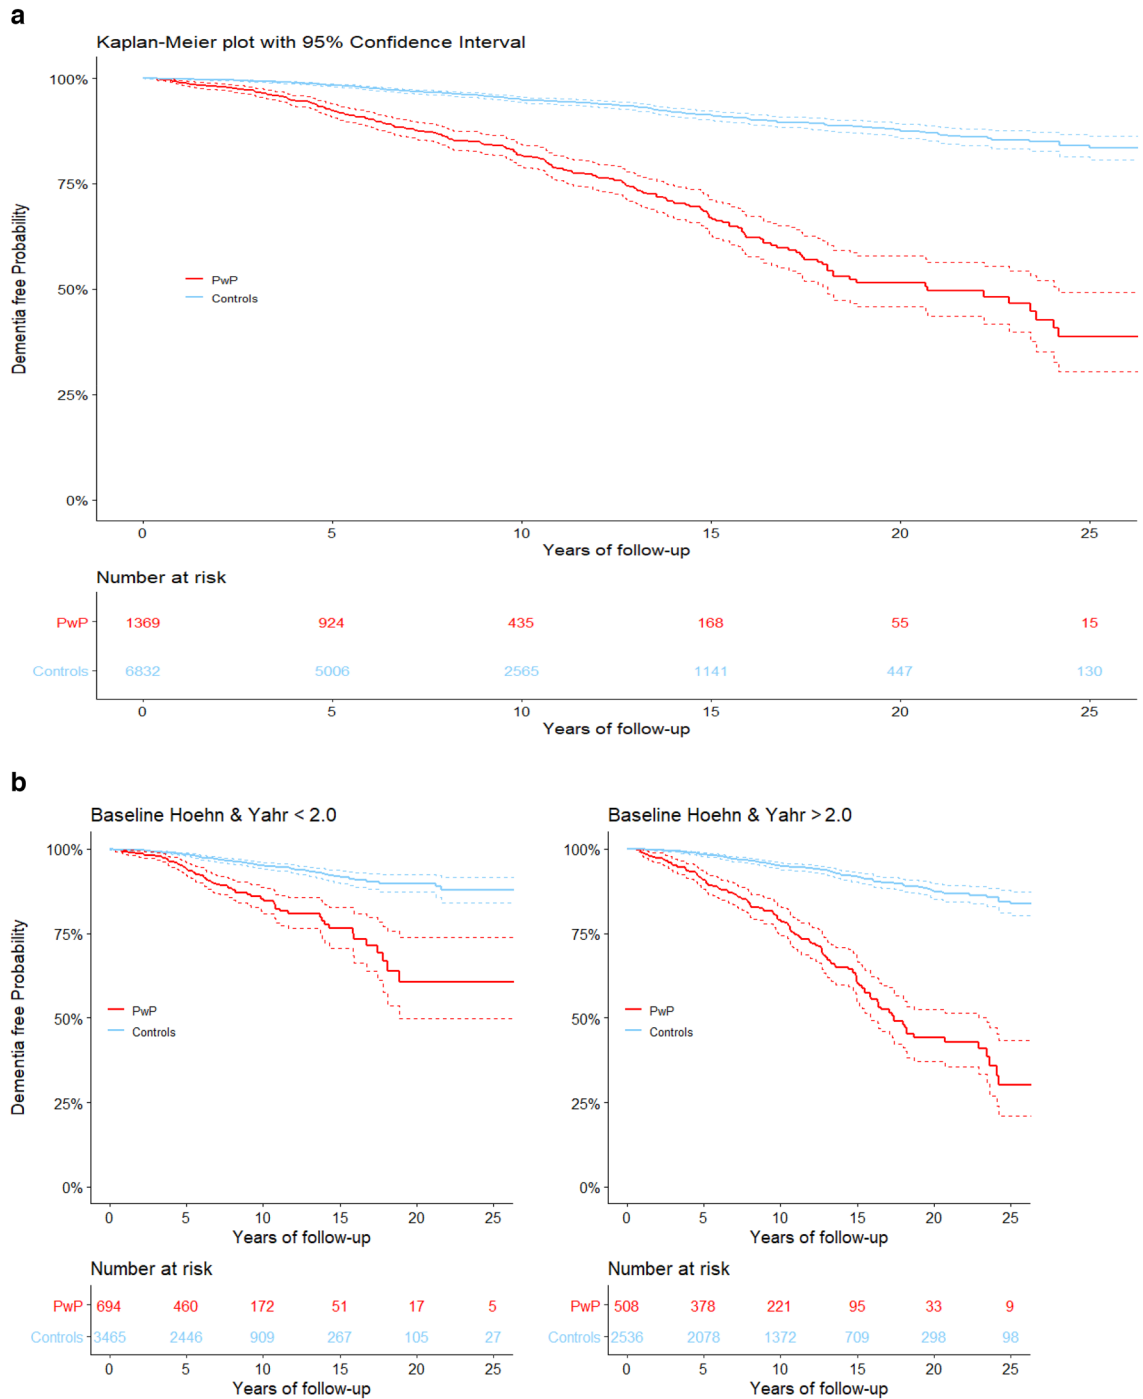 a
Kaplan-Meier plot with 95% Confidence Interval
100%
75%
50%
25%
0%
Dementia free Probability
PwP
Controls
0 5 10 15 20 25
Years of follow-up
Number at risk
PwP 1369 924 435 168 55 15
Controls 6832 5006 2565 1141 447 130
0 5 10 15 20 25
Years of follow-up
b
Baseline Hoehn & Yahr < 2.0
100%
75%
50%
25%
0%
Dementia free Probability
PwP
Controls
0 5 10 15 20 25
Years of follow-up
Number at risk
PwP 694 460 172 51 17 5
Controls 3465 2446 909 267 105 27
0 5 10 15 20 25
Years of follow-up
Baseline Hoehn & Yahr > 2.0
100%
75%
50%
25%
0%
PwP
Controls
0 5 10 15 20 25
Years of follow-up
Number at risk
PwP 508 378 221 95 33 9
Controls 2536 2078 1372 709 298 98
0 5 10 15 20 25
Years of follow-up